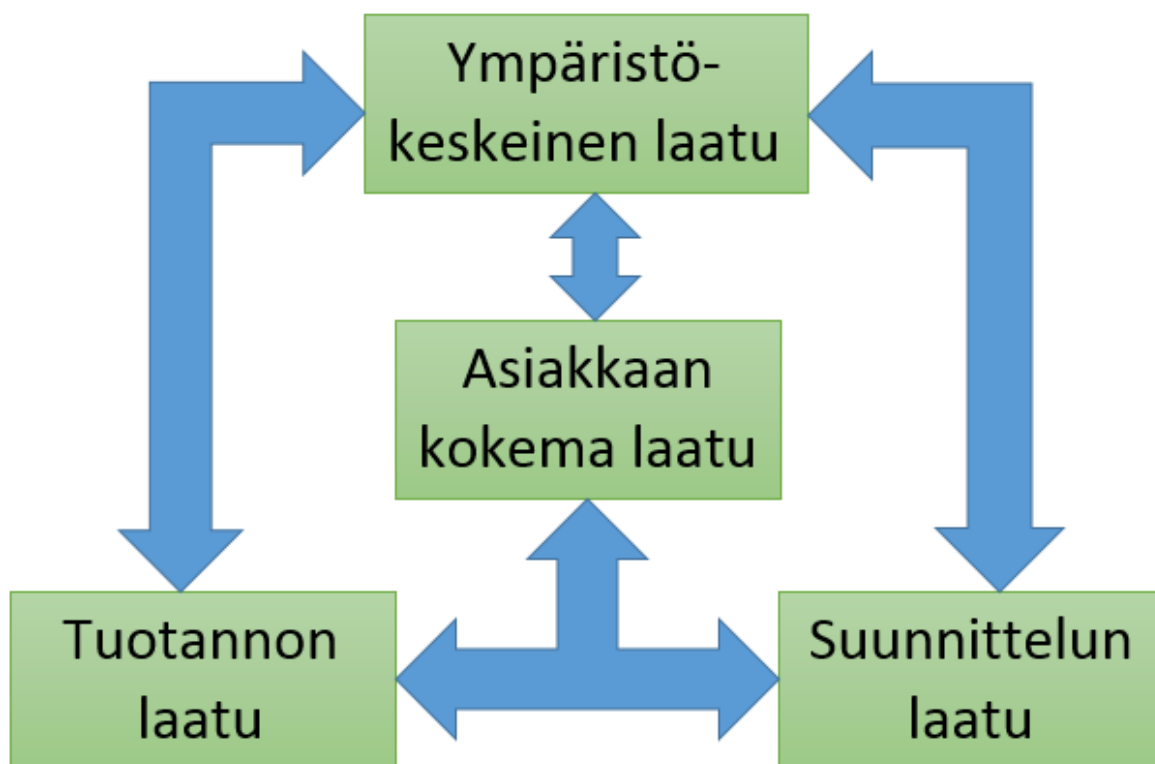 Ympäristö-
keskeinen laatu
Asiakkaan
kokema laatu
Tuotannon
laatu
Suunnittelun
laatu